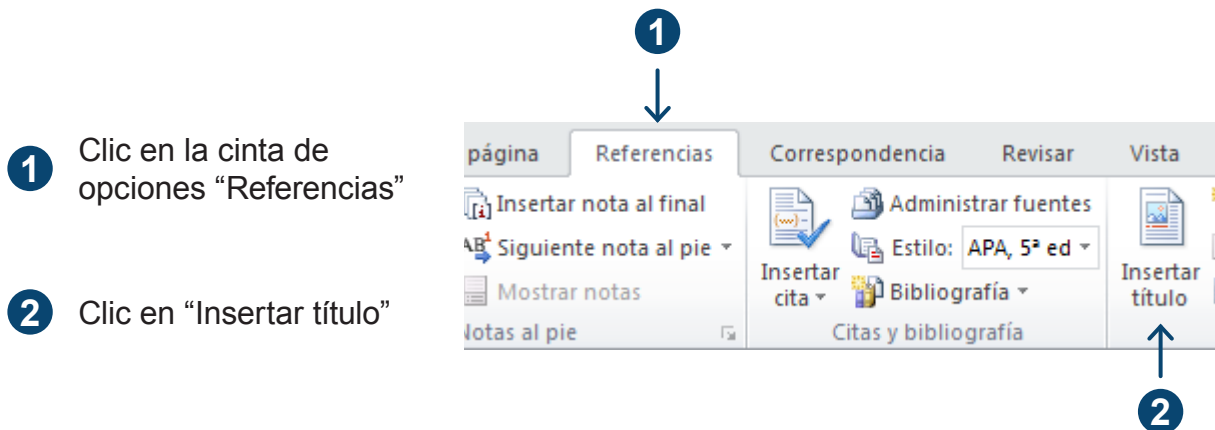 1
1 Clic en la cinta de
opciones “Referencias”
2 Clic en “Insertar título”
página Referencias Correspondencia Revisar Vista
Insertar nota al final
AB1 Siguiente nota al pie
Mostrar notas
Notas al pie
Insertar
cita
Administrar fuentes
Estilo: APA, 5ª ed
Bibliografía
Citas y bibliografía
Insertar
título
2